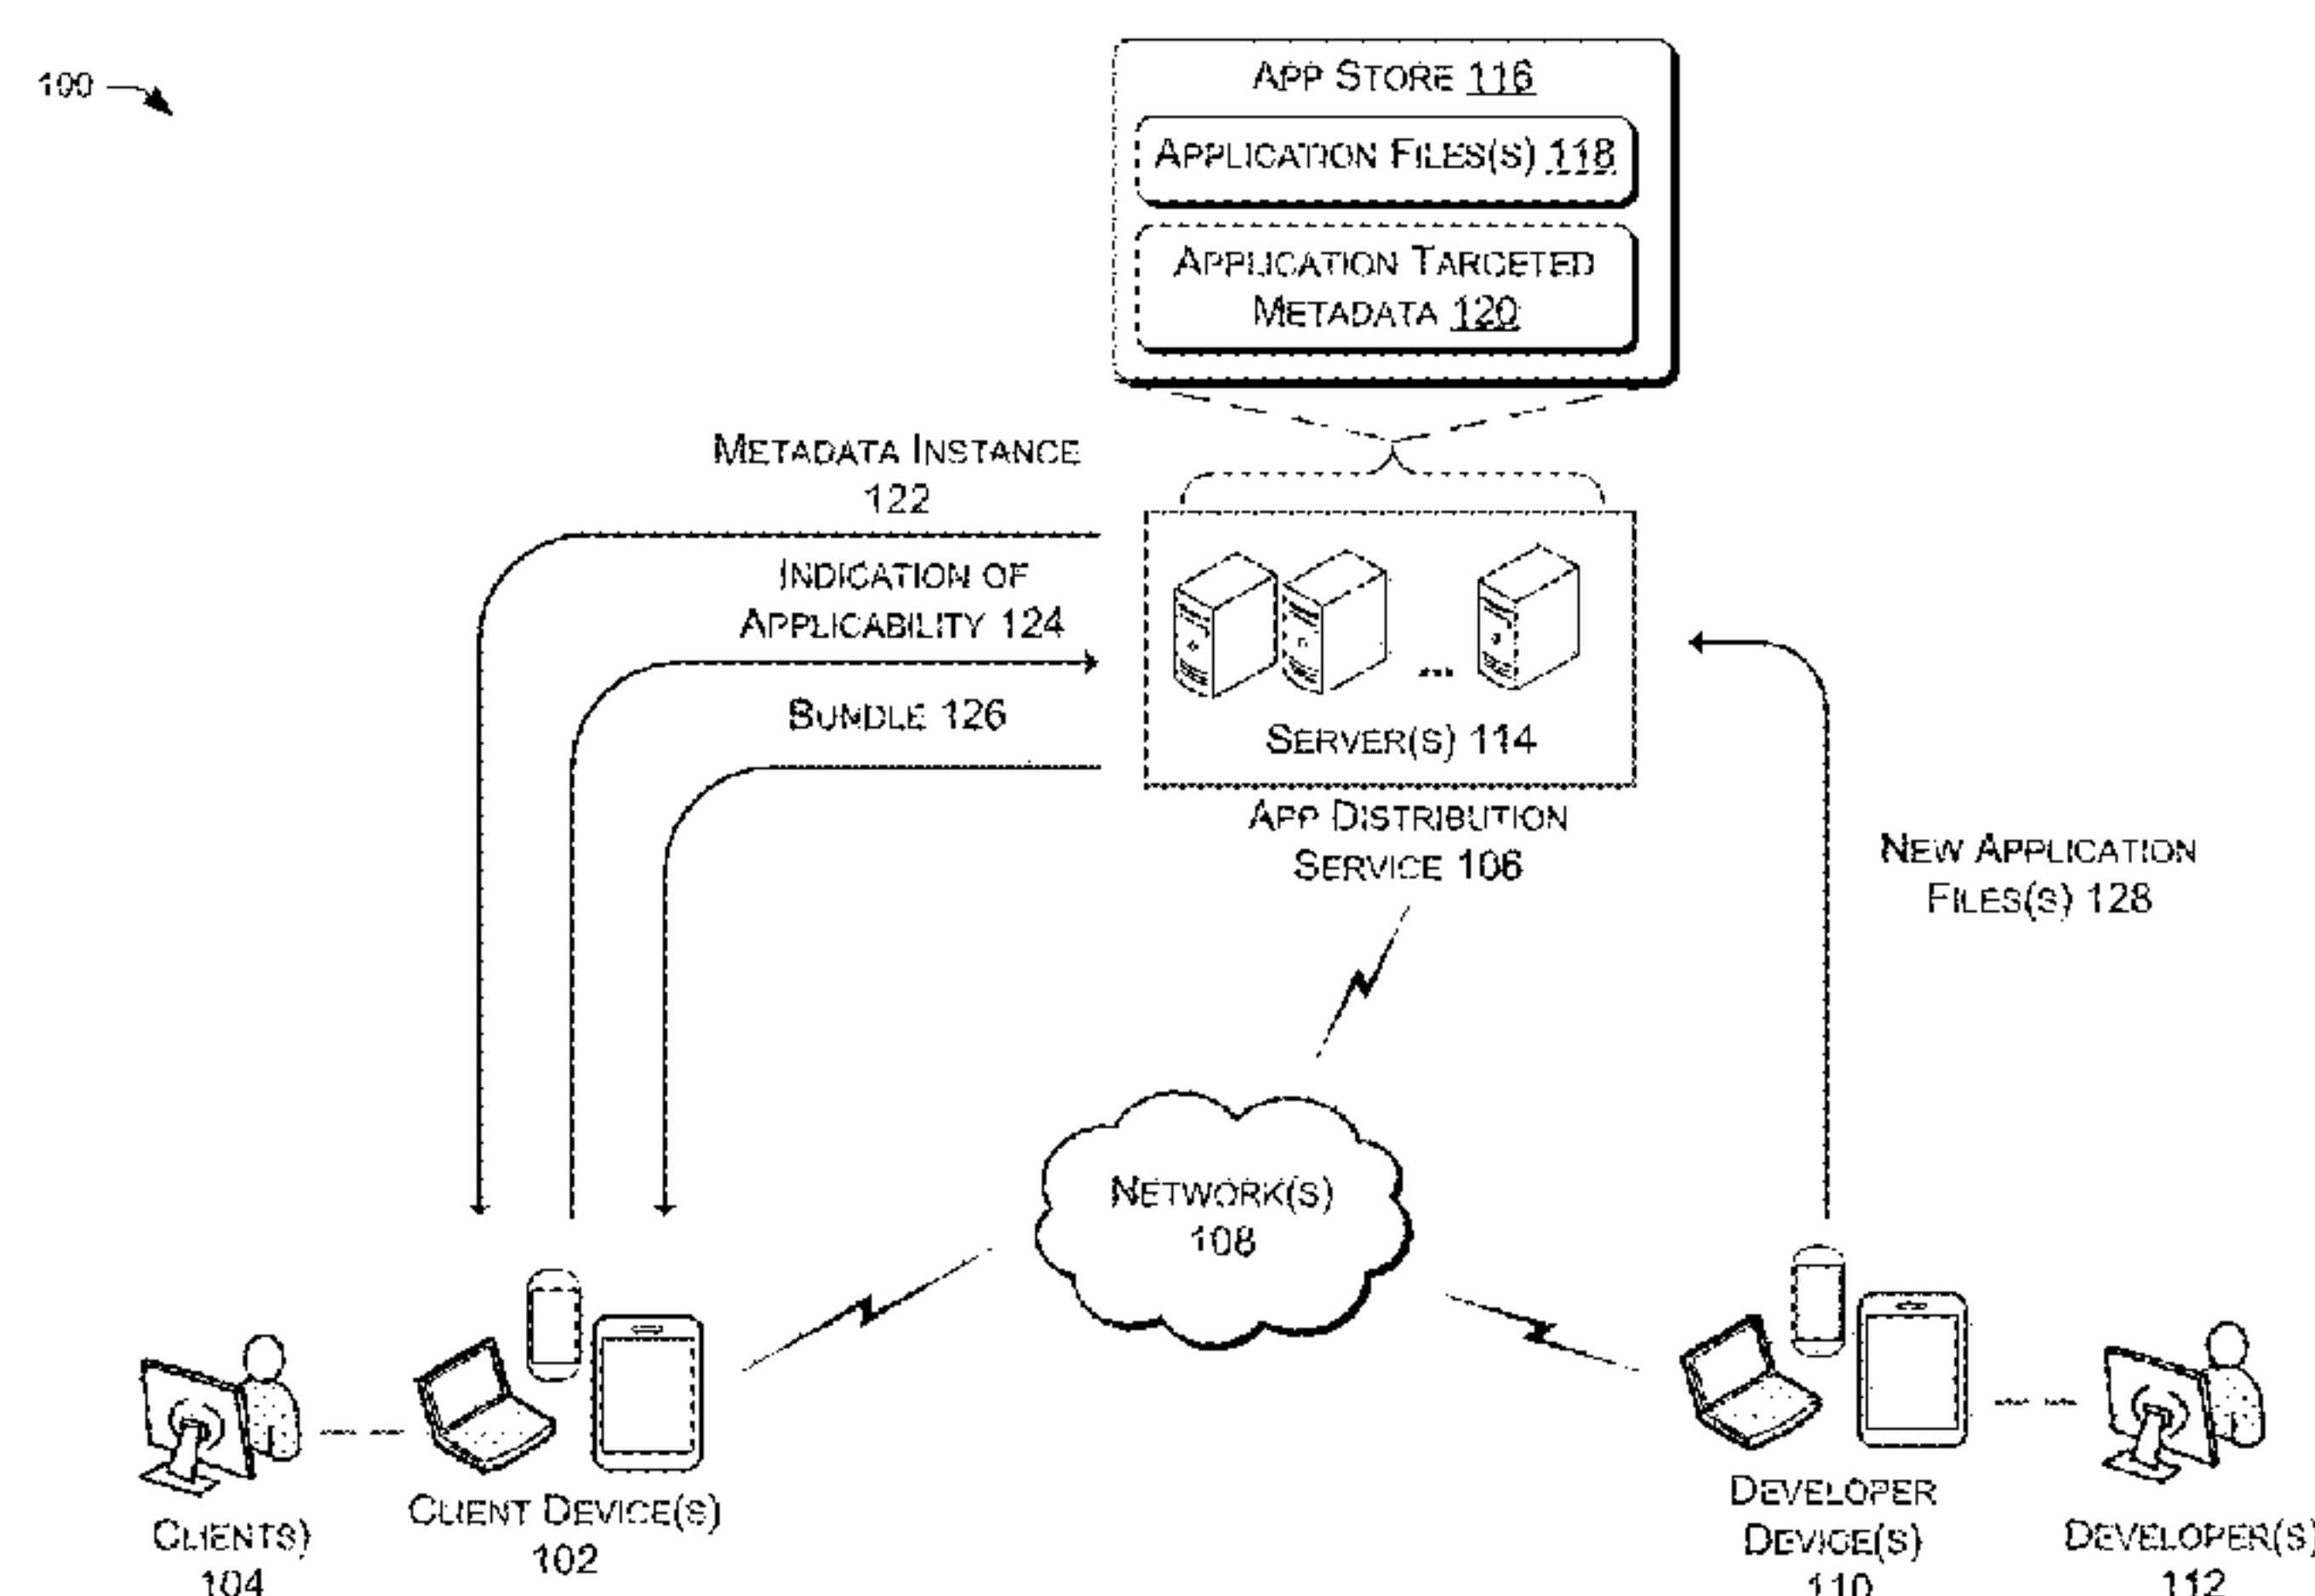 100
APP STORE 116
APPLICATION FILES(S) 118
APPLICATION TARGETED
METADATA 120
METADATA INSTANCE
122
INDICATION OF
APPLICABILITY 124
BUNDLE 126
SERVER(S) 114
APP DISTRIBUTION
SERVICE 106
NEW APPLICATION
FILES(S) 128
NETWORK(S)
108
CLIENTS)
104
CLIENT DEVICE(S)
102
DEVELOPER
DEVICE(S)
110
DEVELOPER(S)
112